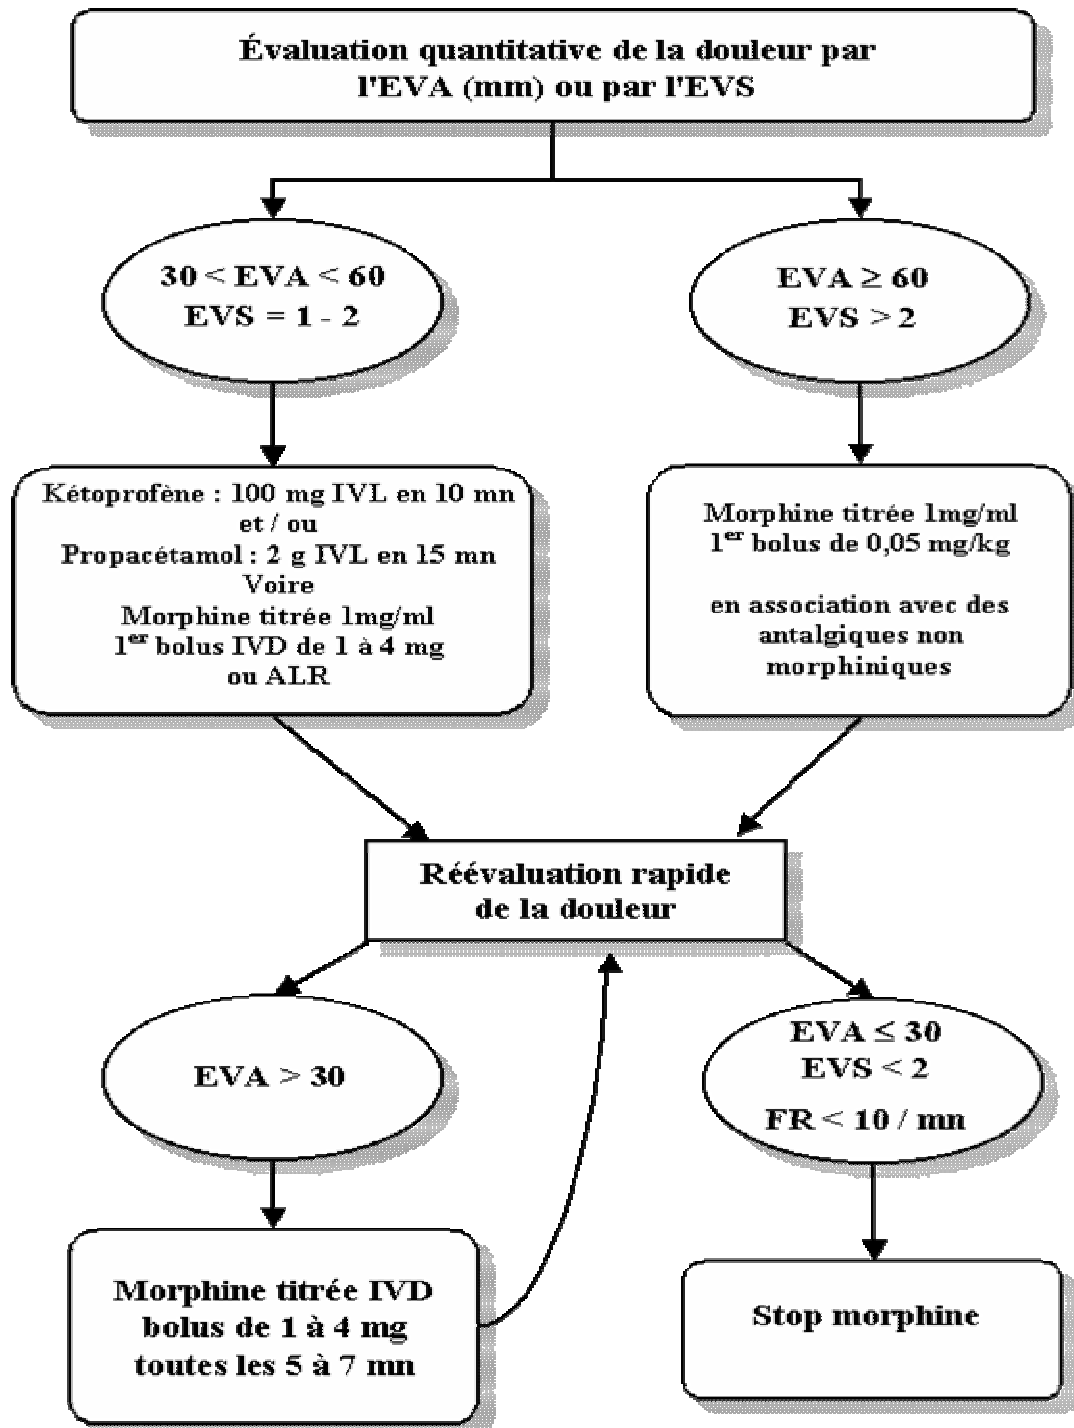 Évaluation quantitative de la douleur par
l'EVA (mm) ou par l'EVS
30 < EVA < 60
EVS = 1 - 2
EVA ≥ 60
EVS > 2
Kétoprofène : 100 mg IVL en 10 mn
et / ou
Propacétamol : 2 g IVL en 15 mn
Voire
Morphine titrée 1mg/ml
1er bolus IVD de 1 à 4 mg
ou ALR
Morphine titrée 1mg/ml
1er bolus de 0,05 mg/kg
en association avec des
antalgiques non
morphiniques
Réévaluation rapide
de la douleur
EVA > 30
EVA ≤ 30
EVS < 2
FR < 10 / mn
Morphine titrée IVD
bolus de 1 à 4 mg
toutes les 5 à 7 mn
Stop morphine